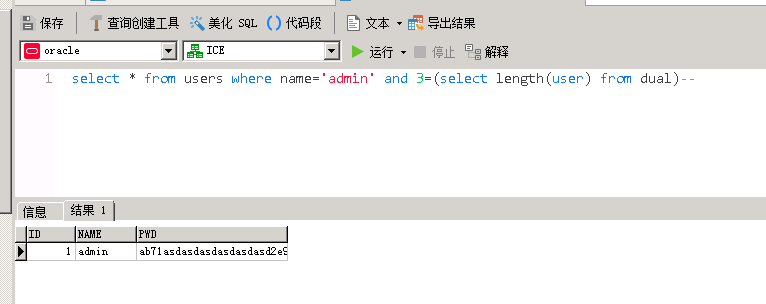 保存 查询创建工具 美化 SQL () 代码段 文本 导出结果
oracle ICE 运行 停止 解释
1 select * from users where name='admin' and 3=(select length(user) from dual)--
信息 结果 1
ID NAME PWD
1 admin ab71asdasdasdasdasdasd2e9